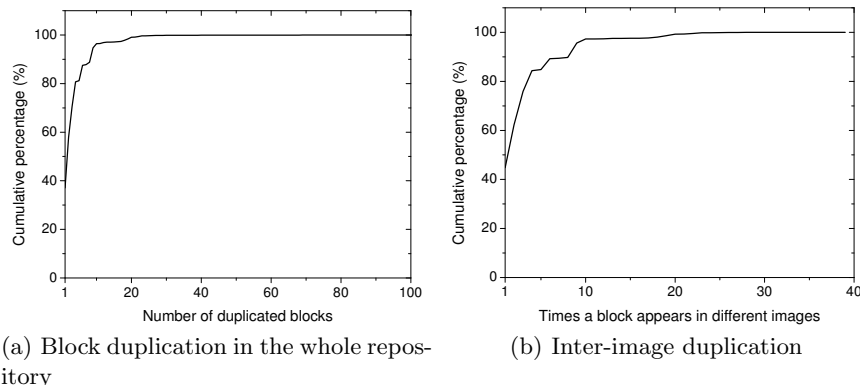 100
80
60
40
20
0
Cumulative percentage (%)
1 20 40 60 80 100
Number of duplicated blocks
(a) Block duplication in the whole repos-
itory
100
80
60
40
20
0
Cumulative percentage (%)
1 10 20 30 40
Times a block appears in different images
(b) Inter-image duplication